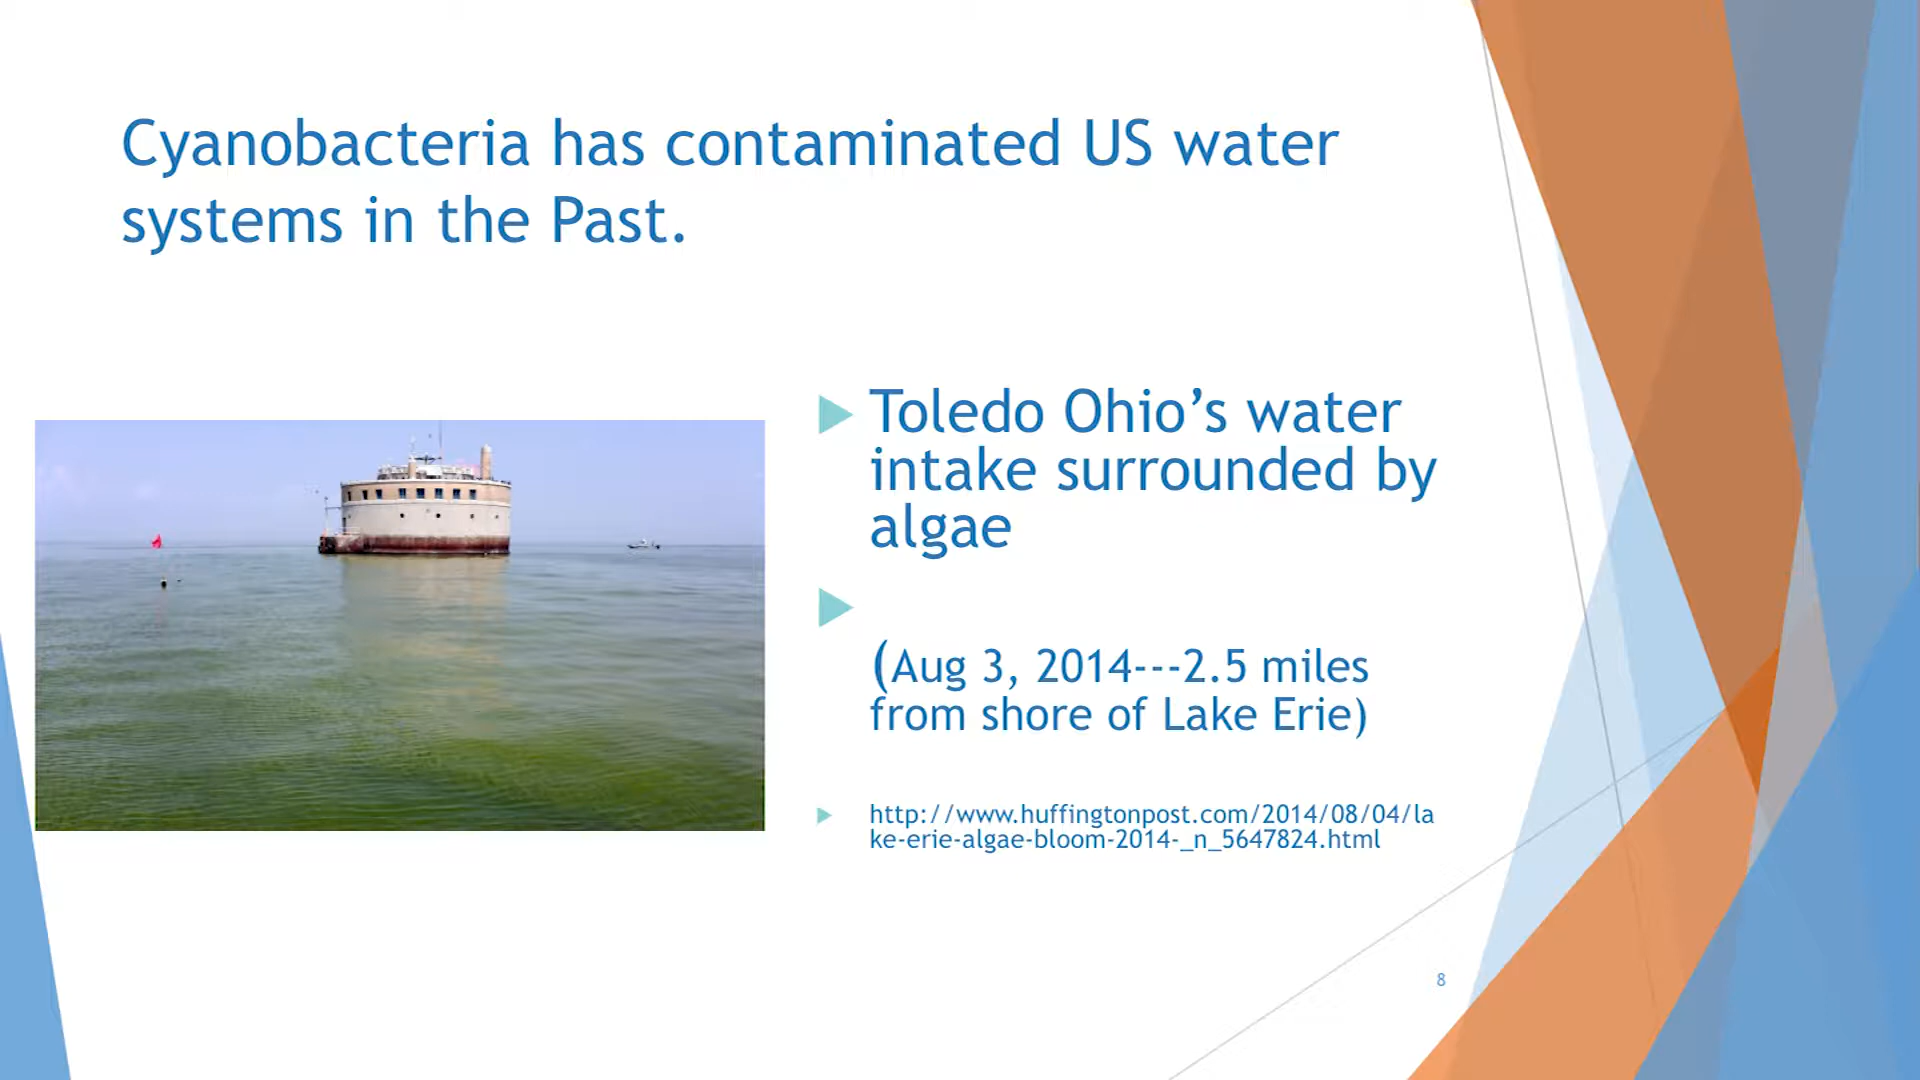 Cyanobacteria has contaminated US water
systems in the Past.
Toledo Ohio’s water
intake surrounded by
algae
(Aug 3, 2014---2.5 miles
from shore of Lake Erie)
http://www.huffingtonpost.com/2014/08/04/la
ke-erie-algae-bloom-2014-_n_5647824.html
8